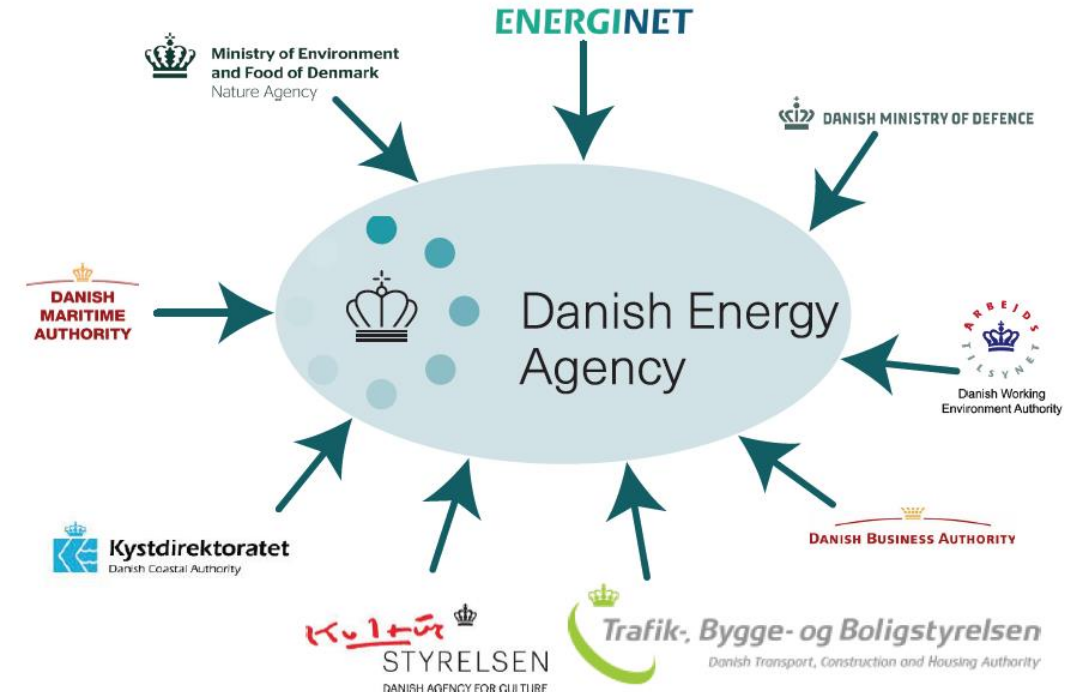 ENERGINET
Ministry of Environment
and Food of Denmark
Nature Agency
DANISH MINISTRY OF DEFENCE
DANISH
MARITIME
AUTHORITY
Danish Energy
Agency
ARBEJDS
TILSYNET
Danish Working
Environment Authority
DANISH BUSINESS AUTHORITY
Kystdirektoratet
Danish Coastal Authority
Kultur
STYRELSEN
DANISH AGENCY FOR CULTURE
Trafik-, Bygge- og Boligstyrelsen
Danish Transport, Construction and Housing Authority